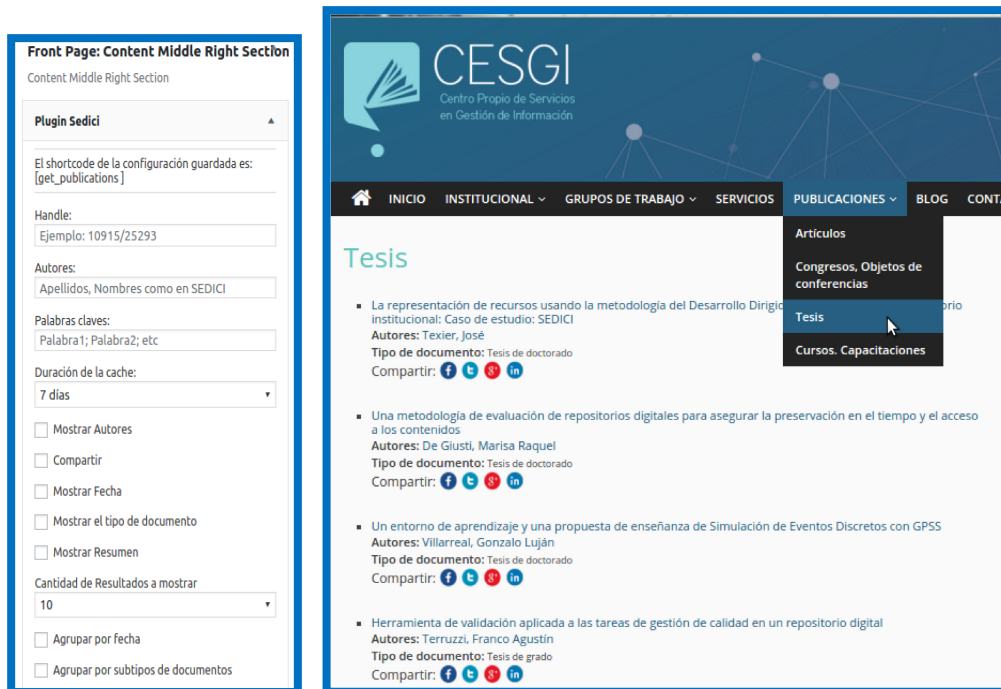 Front Page: Content Middle Right Section
Content Middle Right Section
Plugin Sedici
El shortcode de la configuración guardada es:
[get_publications ]
Handle:
Ejemplo: 10915/25293
Autores:
Apellidos, Nombres como en SEDICI
Palabras claves:
Palabra1; Palabra2; etc
Duración de la cache:
7 días
Mostrar Autores
Compartir
Mostrar Fecha
Mostrar el tipo de documento
Mostrar Resumen
Cantidad de Resultados a mostrar
10
Agrupar por fecha
Agrupar por subtipos de documentos
CESGI
Centro Propio de Servicios
en Gestión de Información
INICIO INSTITUCIONAL GRUPOS DE TRABAJO SERVICIOS PUBLICACIONES BLOG CONT
Artículos
Congresos, Objetos de
conferencias
Tesis
Cursos. Capacitaciones
Tesis
La representación de recursos usando la metodología del Desarrollo Dirigi orio
institucional: Caso de estudio: SEDICI
Autores: Texier, José
Tipo de documento: Tesis de doctorado
Compartir: f t g+ in
Una metodología de evaluación de repositorios digitales para asegurar la preservación en el tiempo y el acceso
a los contenidos
Autores: De Giusti, Marisa Raquel
Tipo de documento: Tesis de doctorado
Compartir: f t g+ in
Un entorno de aprendizaje y una propuesta de enseñanza de Simulación de Eventos Discretos con GPSS
Autores: Villarreal, Gonzalo Luján
Tipo de documento: Tesis de doctorado
Compartir: f t g+ in
Herramienta de validación aplicada a las tareas de gestión de calidad en un repositorio digital
Autores: Terruzzi, Franco Agustín
Tipo de documento: Tesis de grado
Compartir: f t g+ in